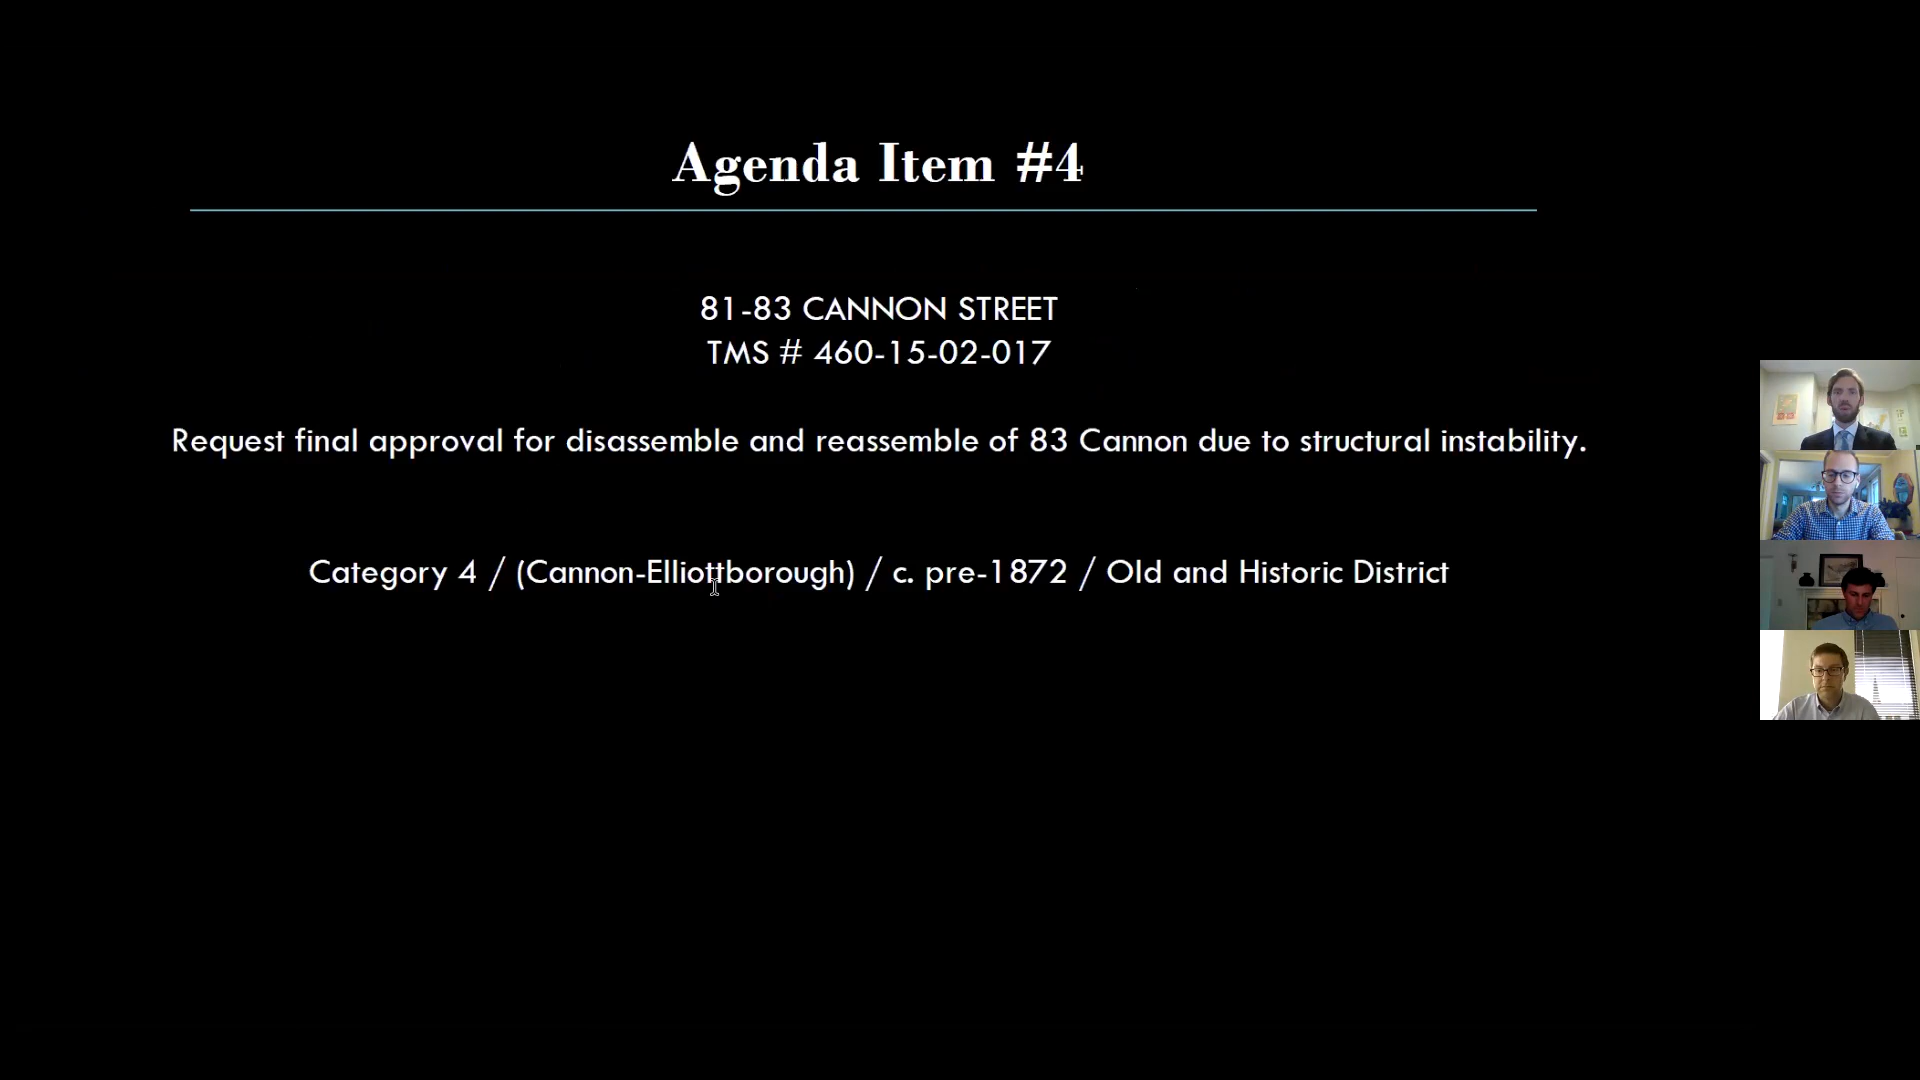 Agenda Item #4
81-83 CANNON STREET
TMS # 460-15-02-017
Request final approval for disassemble and reassemble of 83 Cannon due to structural instability.
Category 4 / (Cannon-Elliottborough) / c. pre-1872 / Old and Historic District